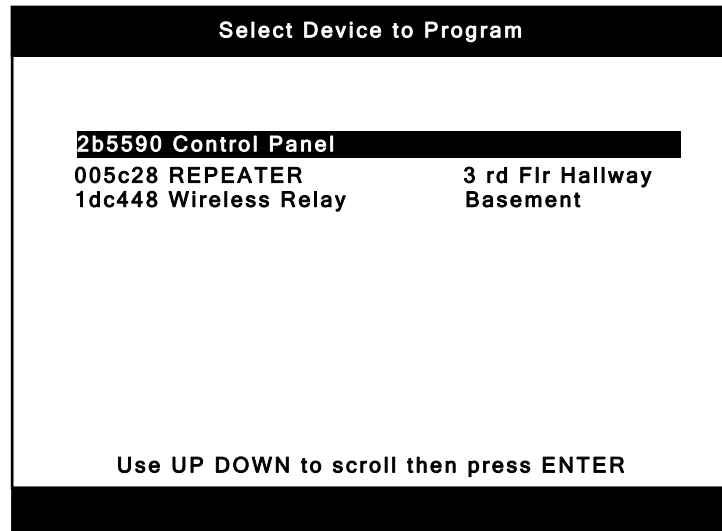 Select Device to Program
2b5590 Control Panel
005c28 REPEATER 3 rd Flr Hallway
1dc448 Wireless Relay Basement
Use UP DOWN to scroll then press ENTER